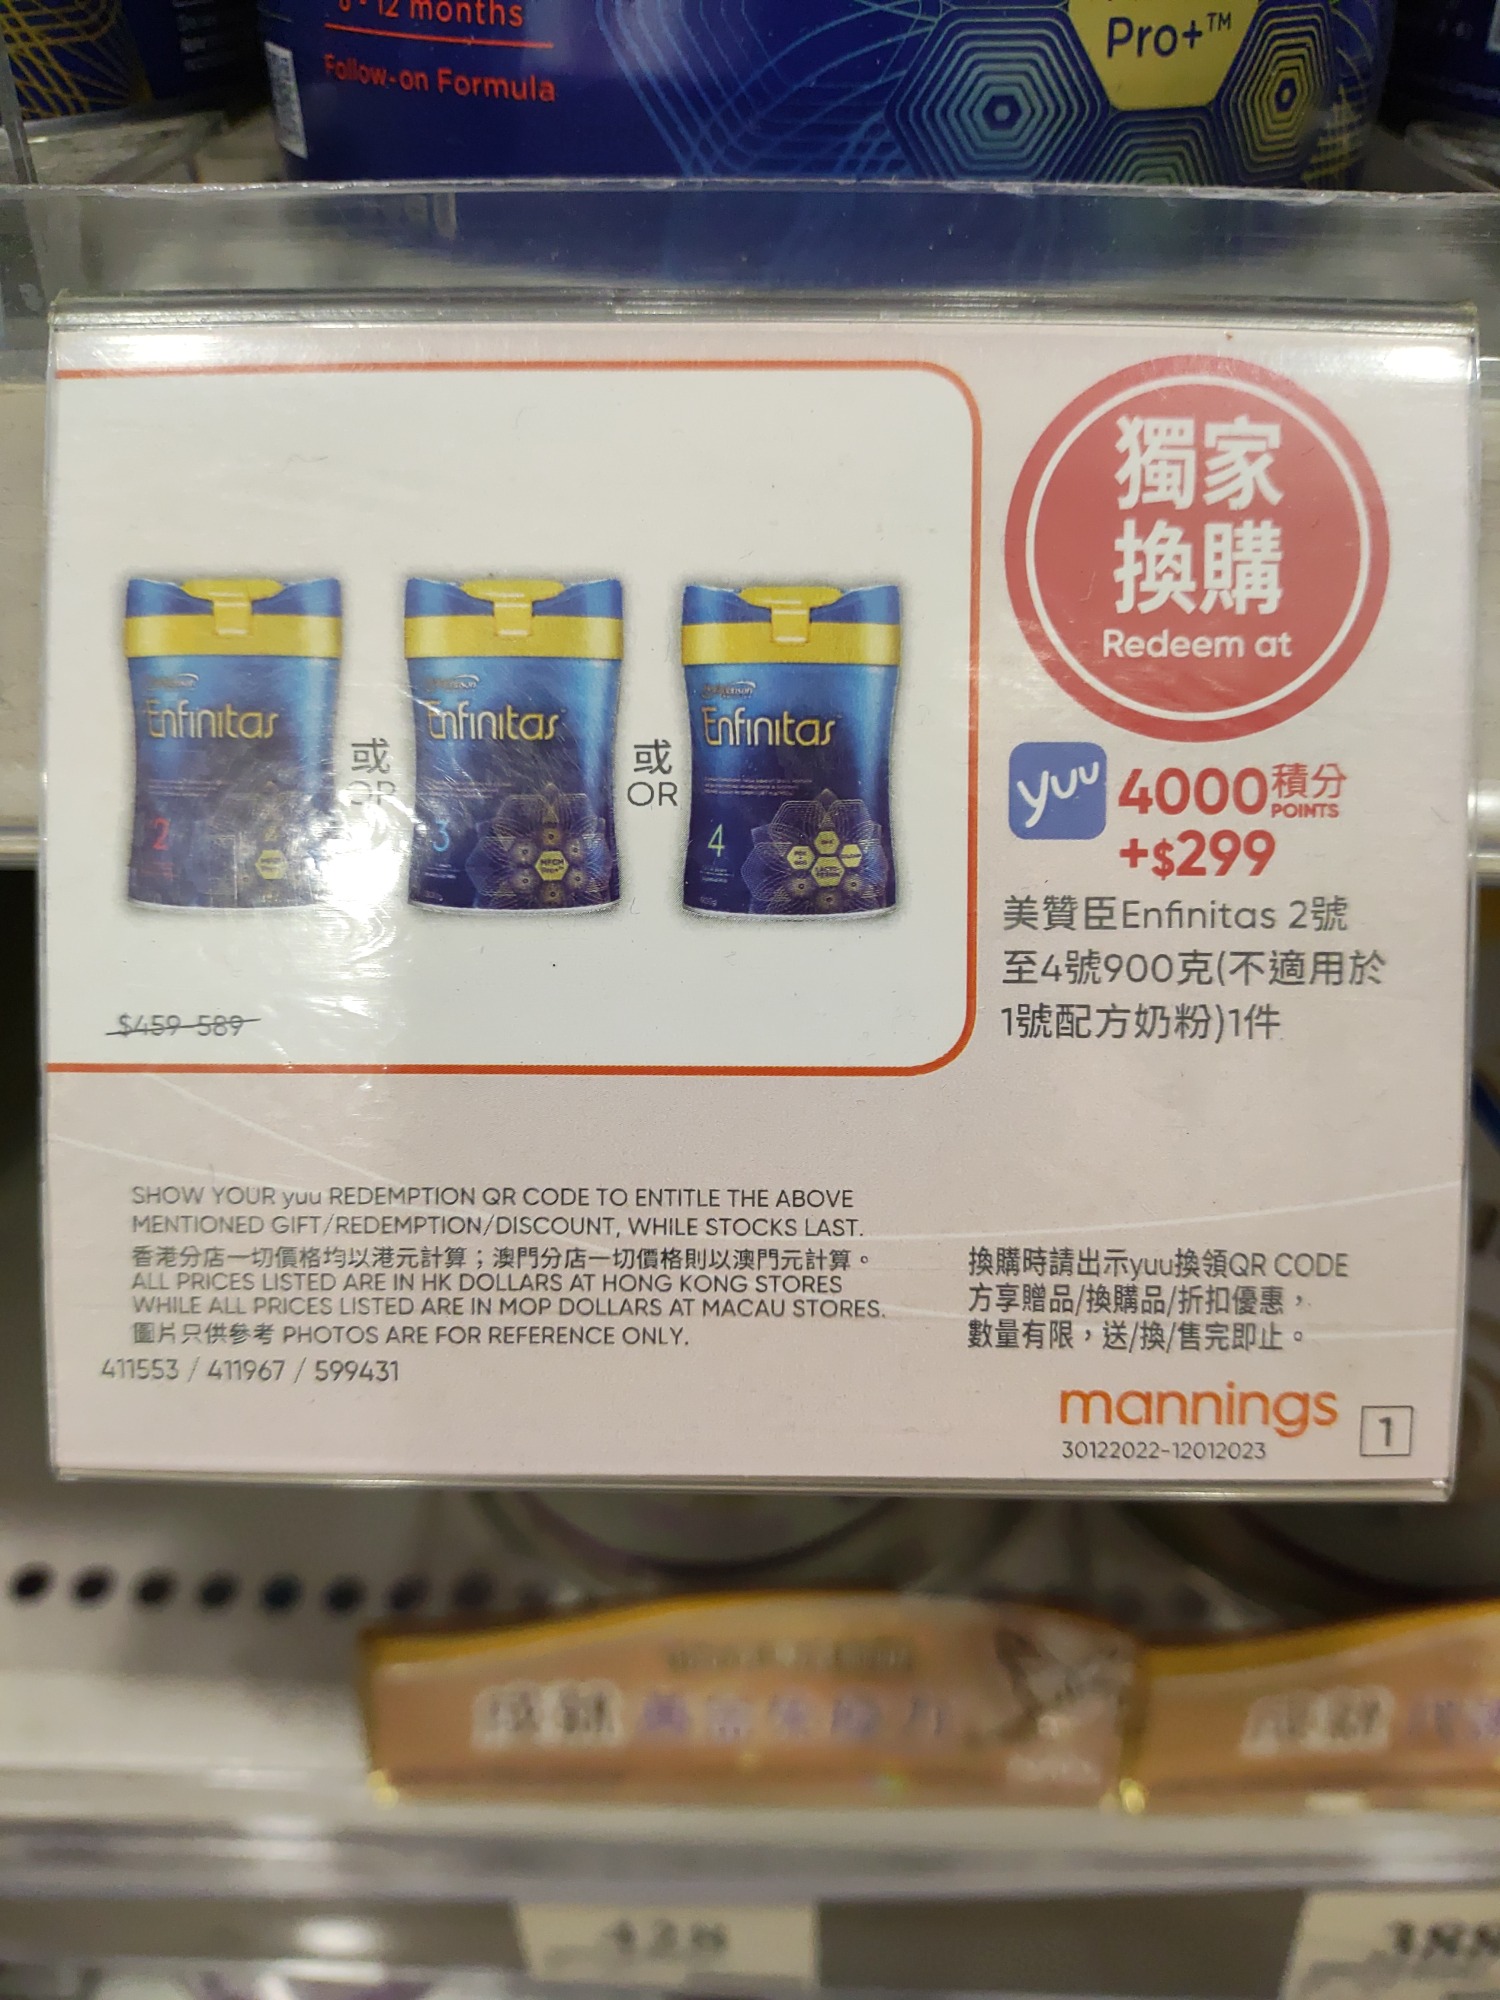 12 months
Follow-on Formula
Pro+™
獨家
換購
Redeem at
yuu 4000積分
POINTS
+$299
美贊臣Enfinitas 2號
至4號900克(不適用於
1號配方奶粉)1件
Enfinitas
2
或
OR
Enfinitas
3
或
OR
Enfinitas
4
$459-589
SHOW YOUR yuu REDEMPTION QR CODE TO ENTITLE THE ABOVE
MENTIONED GIFT/REDEMPTION/DISCOUNT, WHILE STOCKS LAST.
香港分店一切價格均以港元計算；澳門分店一切價格則以澳門元計算。
ALL PRICES LISTED ARE IN HK DOLLARS AT HONG KONG STORES
WHILE ALL PRICES LISTED ARE IN MOP DOLLARS AT MACAU STORES.
圖片只供參考 PHOTOS ARE FOR REFERENCE ONLY.
411553 / 411967 / 599431
換購時請出示yuu換領QR CODE
方享贈品/換購品/折扣優惠，
數量有限，送/換/售完即止。
mannings
30122022-12012023
1